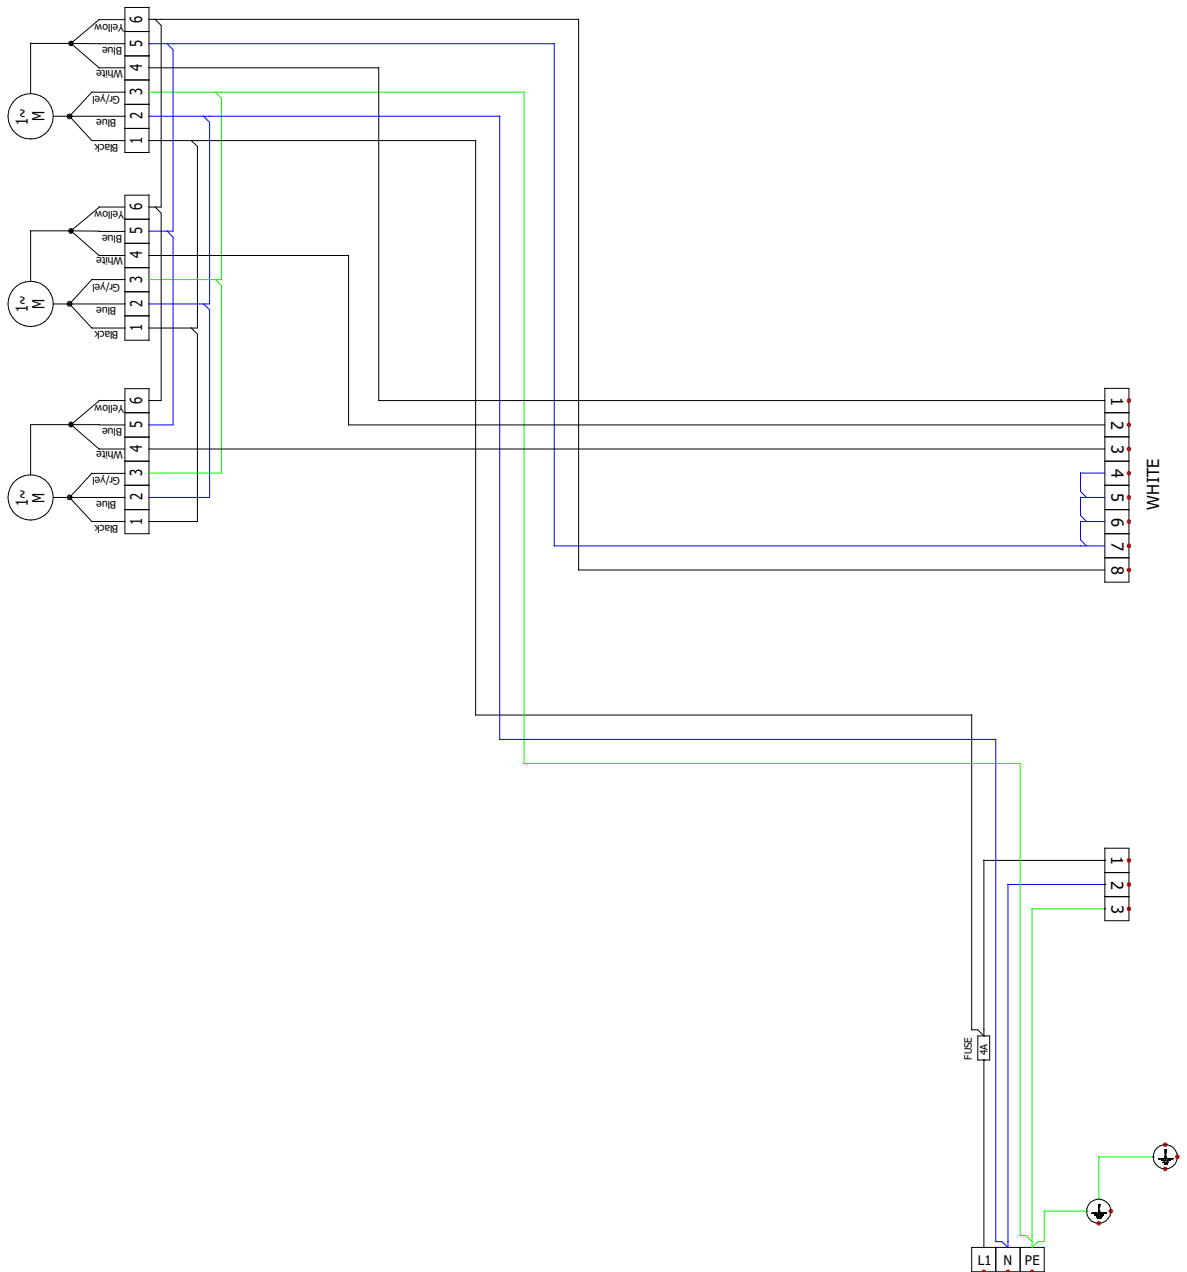 Yellow 6
Blue 5
White 4
Gr/yel 3
Blue 2
Black 1
1~
M
Yellow 6
Blue 5
White 4
Gr/yel 3
Blue 2
Black 1
1~
M
Yellow 6
Blue 5
White 4
Gr/yel 3
Blue 2
Black 1
1~
M
1
2
3
4
5
6
7
8
WHITE
1
2
3
FUSE
4A
L1 N PE